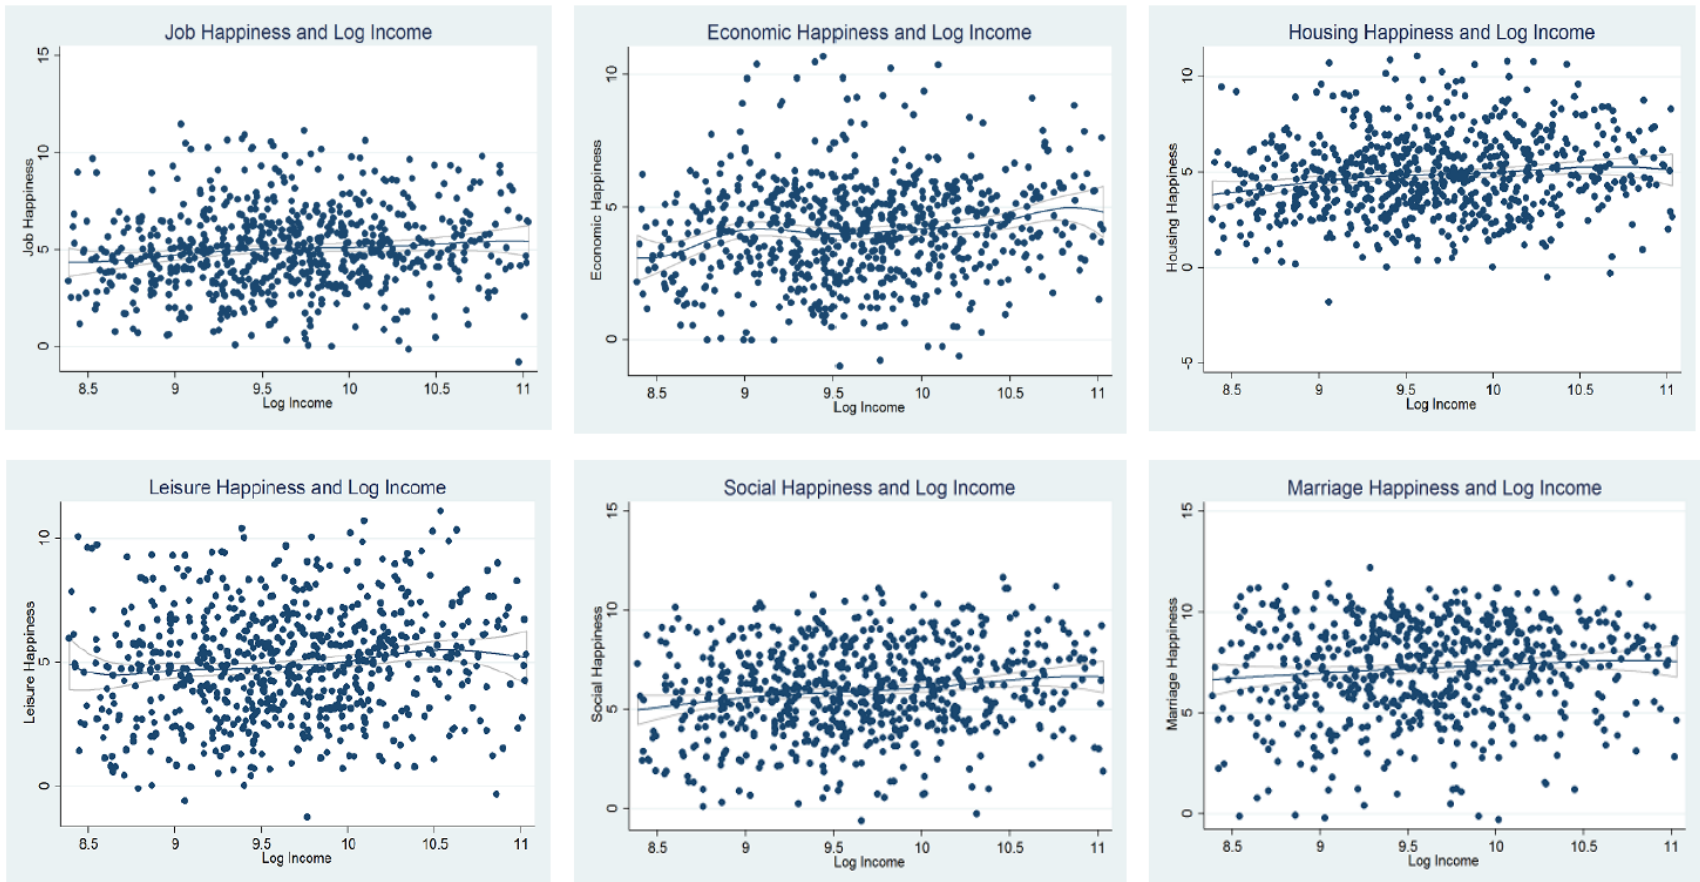 Job Happiness and Log Income
Job Happiness
15
10
5
0
8.5 9 9.5 10 10.5 11
Log Income
Economic Happiness and Log Income
Economic Happiness
10
5
0
8.5 9 9.5 10 10.5 11
Log Income
Housing Happiness and Log Income
Housing Happiness
10
5
0
-5
8.5 9 9.5 10 10.5 11
Log Income
Leisure Happiness and Log Income
Leisure Happiness
10
5
0
8.5 9 9.5 10 10.5 11
Log Income
Social Happiness and Log Income
Social Happiness
15
10
5
0
8.5 9 9.5 10 10.5 11
Log Income
Marriage Happiness and Log Income
Marriage Happiness
15
10
5
0
8.5 9 9.5 10 10.5 11
Log Income